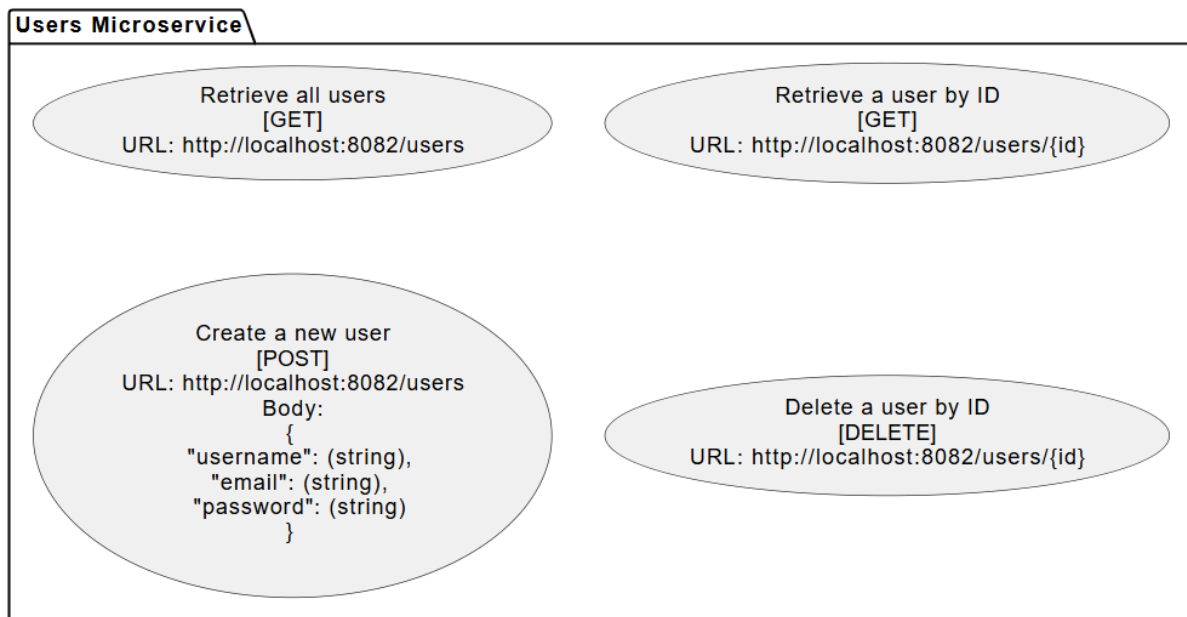 Users Microservice
Retrieve all users
[GET]
URL: http://localhost:8082/users
Retrieve a user by ID
[GET]
URL: http://localhost:8082/users/{id}
Create a new user
[POST]
URL: http://localhost:8082/users
Body:
{
"username": (string),
"email": (string),
"password": (string)
}
Delete a user by ID
[DELETE]
URL: http://localhost:8082/users/{id}